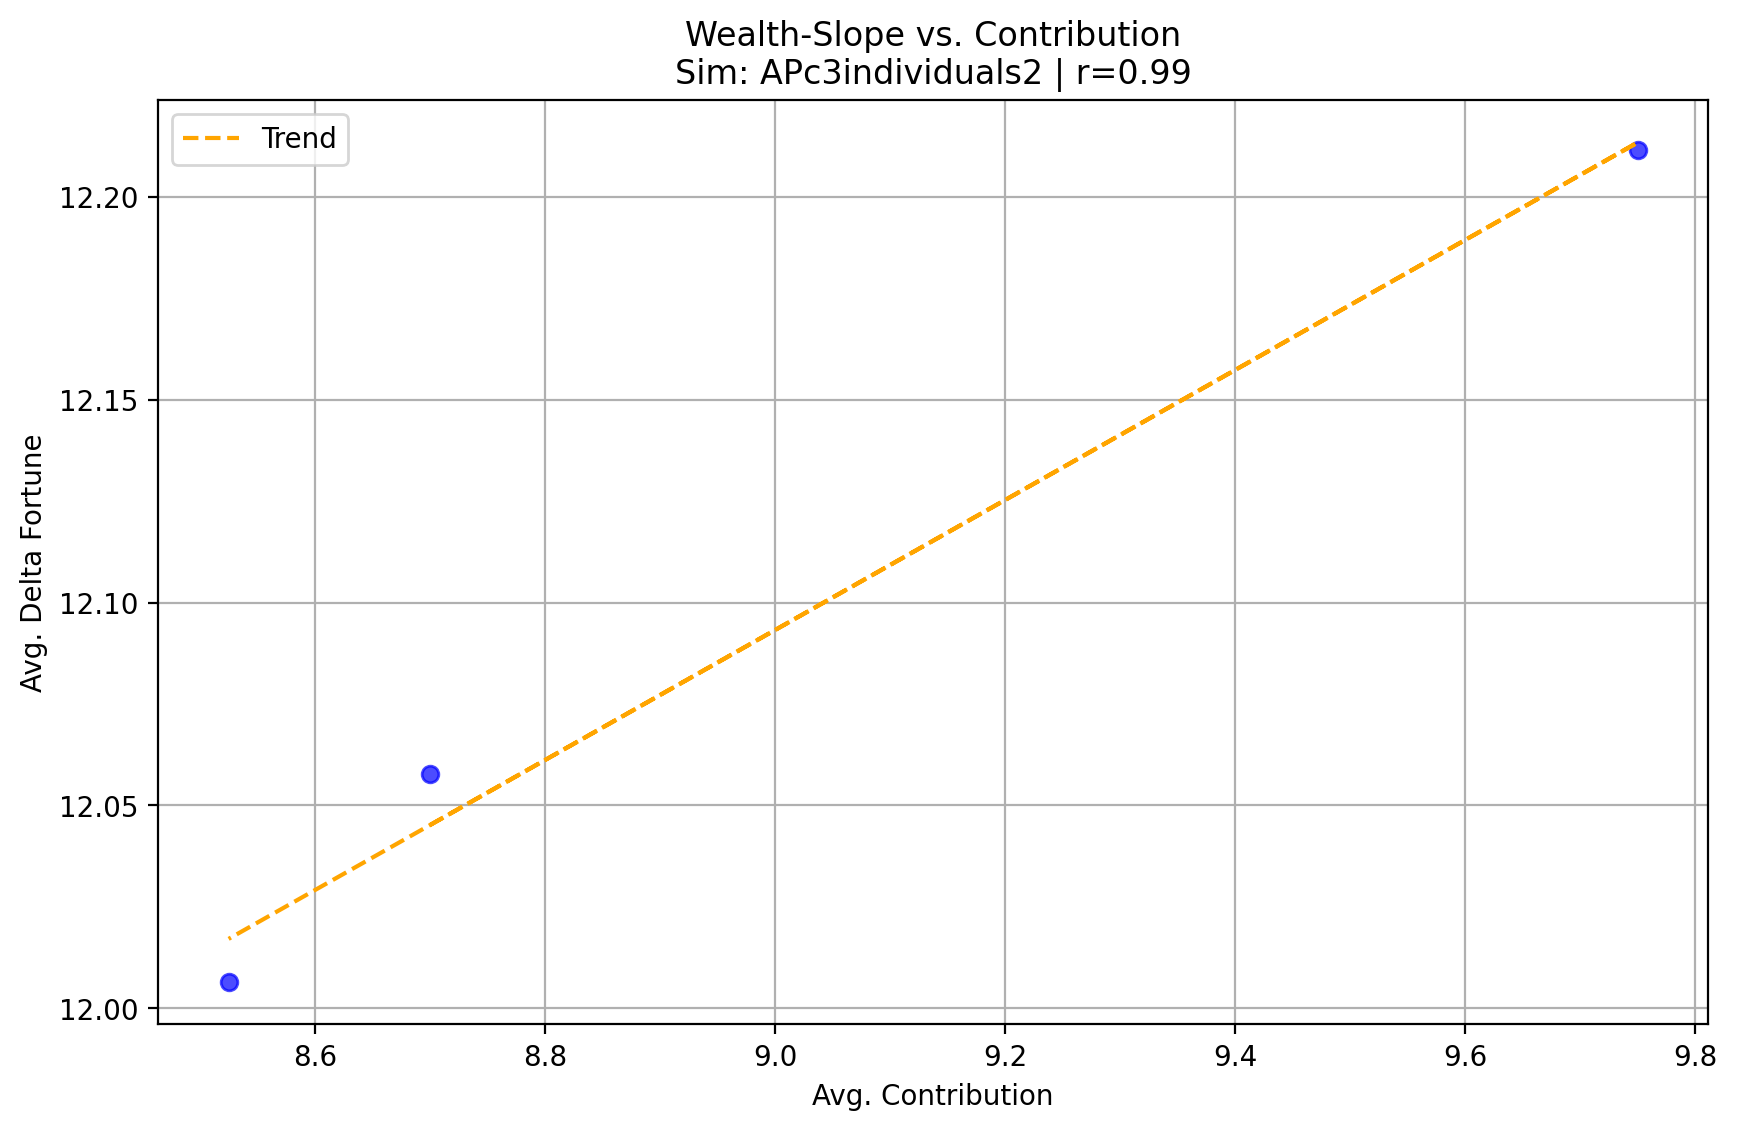 Wealth-Slope vs. Contribution
Sim: APc3individuals2 | r=0.99
Trend
Avg. Delta Fortune
12.20
12.15
12.10
12.05
12.00
8.6 8.8 9.0 9.2 9.4 9.6 9.8
Avg. Contribution